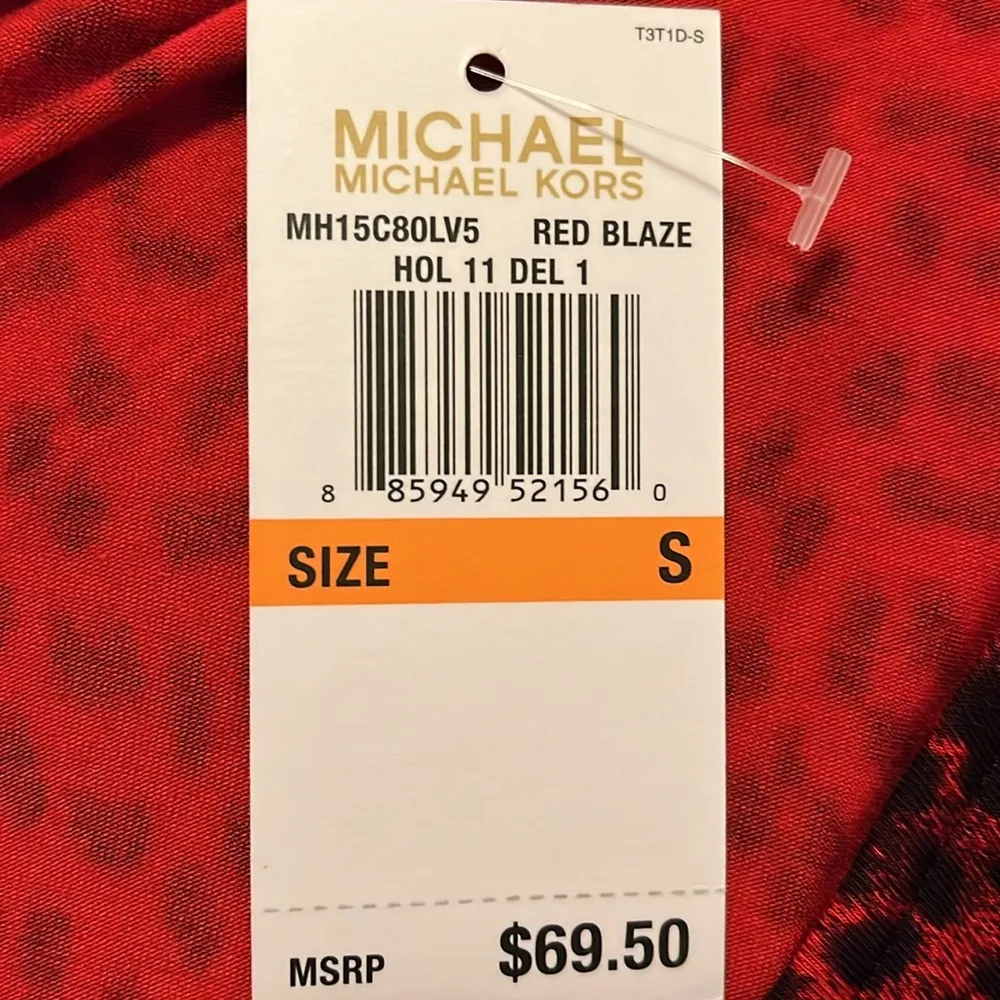 T3T1D-S
MICHAEL
MICHAEL KORS
MH15C80LV5 RED BLAZE
HOL 11 DEL 1
8 85949 52156 0
SIZE S
MSRP $69.50